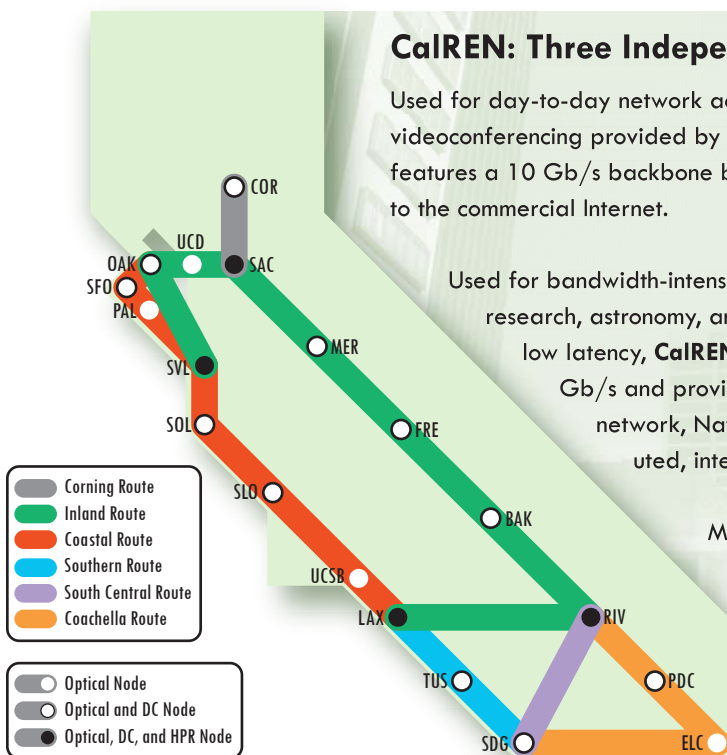 CalREN: Three Indepe
Used for day-to-day network a
videoconferencing provided by
features a 10 Gb/s backbone b
to the commercial Internet.
Used for bandwidth-intens
research, astronomy, a
low latency, CalREN
Gb/s and provi
network, Na
uted, inte
M
COR
UCD
OAK
SAC
SFO
PAL
MER
SVL
SOL
FRE
SLO
BAK
UCSB
LAX
RIV
TUS
PDC
SDG
ELC
Corning Route
Inland Route
Coastal Route
Southern Route
South Central Route
Coachella Route
Optical Node
Optical and DC Node
Optical, DC, and HPR Node